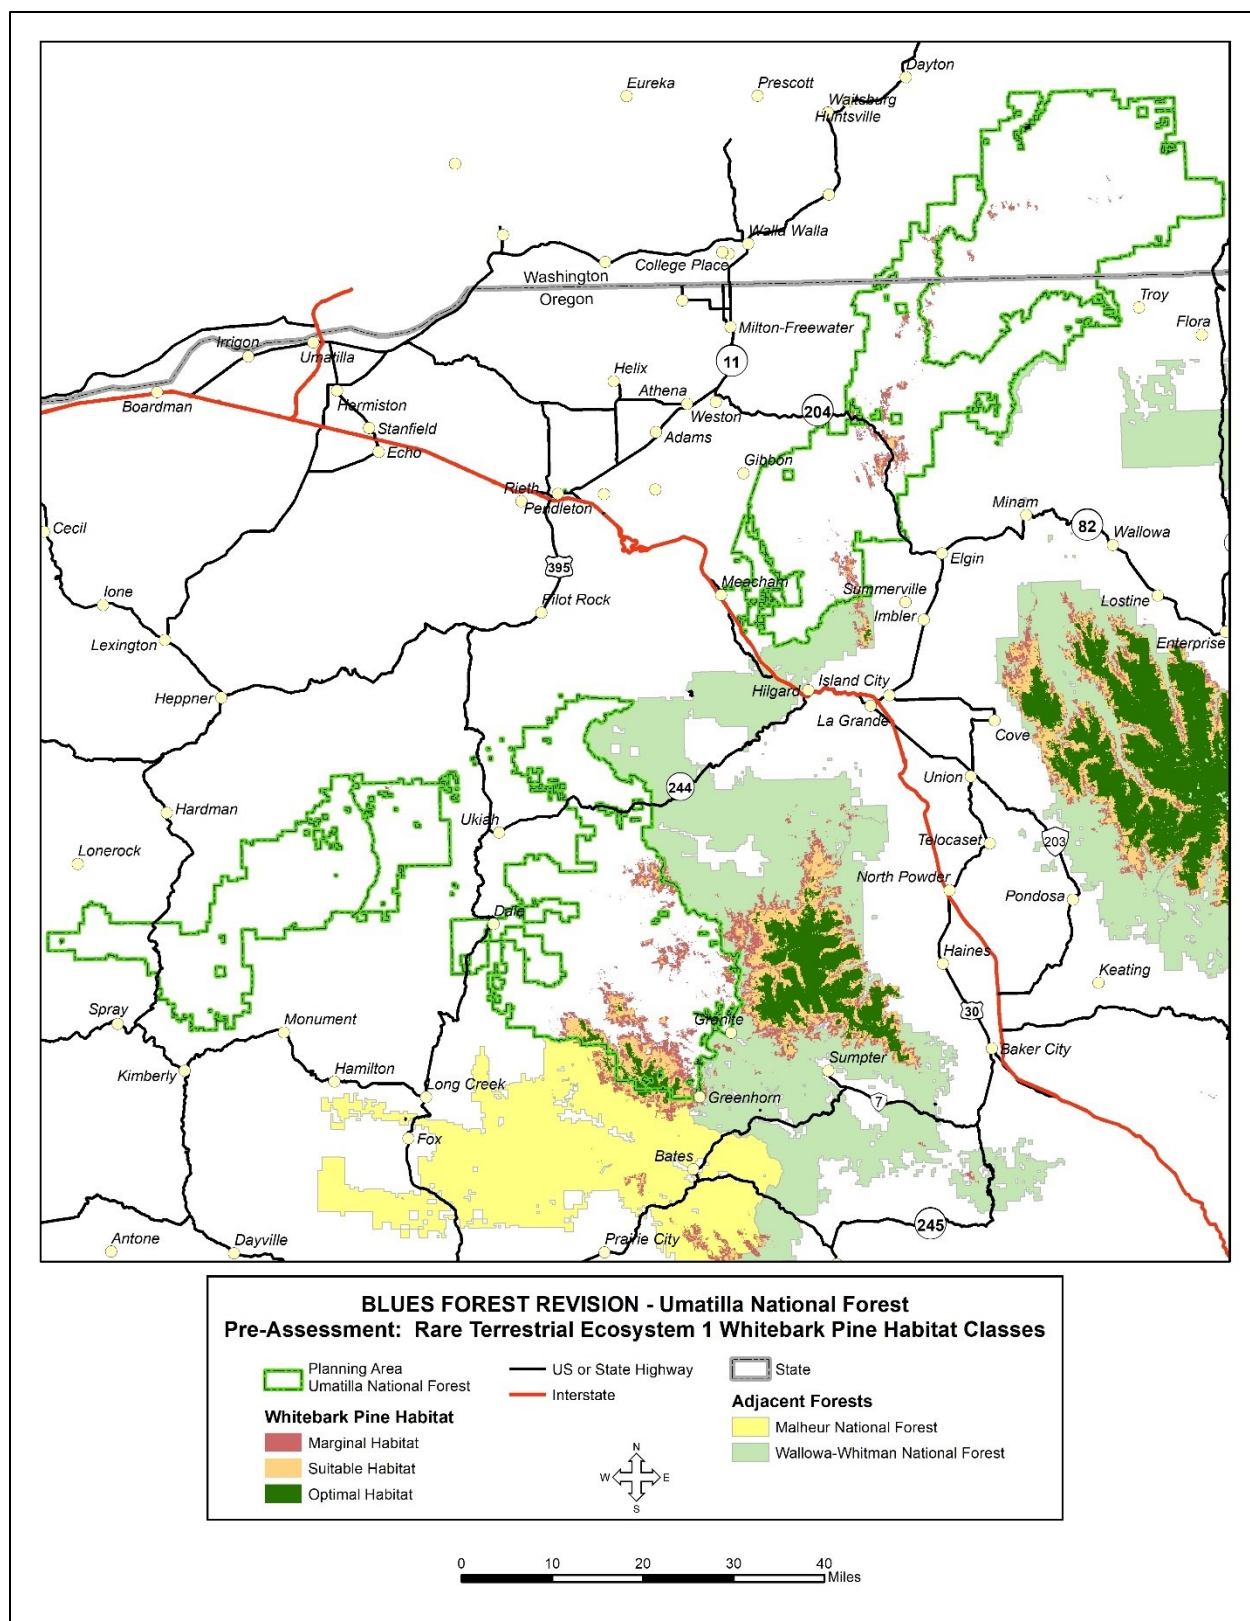 Dayton
Eureka
Prescott
Waitsburg
Huntsville
Walla Walla
College Place
Washington
Oregon
Troy
Milton-Freewater
Flora
Irrigon
Umatilla
11
Helix
Boardman
Hermiston
Athena
Weston
204
Stanfield
Adams
Echo
Gibbon
Rieth
Pendleton
Minam
82
Wallowa
Cecil
Elgin
395
Meacham
Summerville
Ione
Pilot Rock
Imbler
Lostine
Lexington
Enterprise
Heppner
Hilgard
Island City
La Grande
Cove
Union
244
Hardman
Ukiah
Telocaset
203
Lonerock
North Powder
Pondosa
Dale
Haines
Keating
Spray
Monument
Granite
30
Baker City
Kimberly
Hamilton
Sumpter
Long Creek
Greenhorn
7
Fox
Bates
245
Antone
Dayville
Prairie City
BLUES FOREST REVISION - Umatilla National Forest
Pre-Assessment: Rare Terrestrial Ecosystem 1 Whitebark Pine Habitat Classes
Planning Area
Umatilla National Forest
US or State Highway
State
Interstate
Adjacent Forests
Whitebark Pine Habitat
Malheur National Forest
Marginal Habitat
Wallowa-Whitman National Forest
Suitable Habitat
Optimal Habitat
N
W
E
S
0 10 20 30 40
Miles